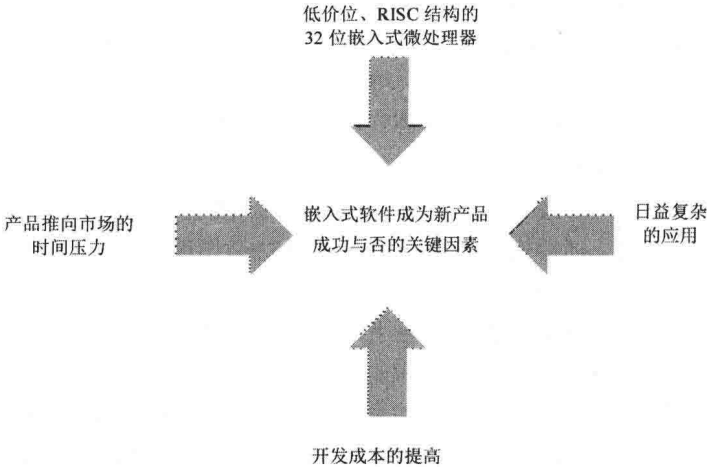 低价位、RISC 结构的
32 位嵌入式微处理器
产品推向市场的
时间压力
嵌入式软件成为新产品
成功与否的关键因素
日益复杂
的应用
开发成本的提高